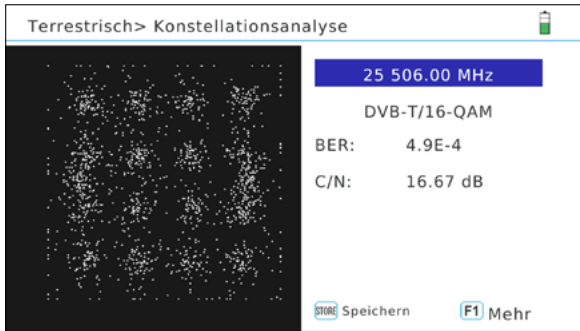 Terrestrisch> Konstellationsanalyse
25 506.00 MHz
DVB-T/16-QAM
BER: 4.9E-4
C/N: 16.67 dB
STORE Speichern F1 Mehr